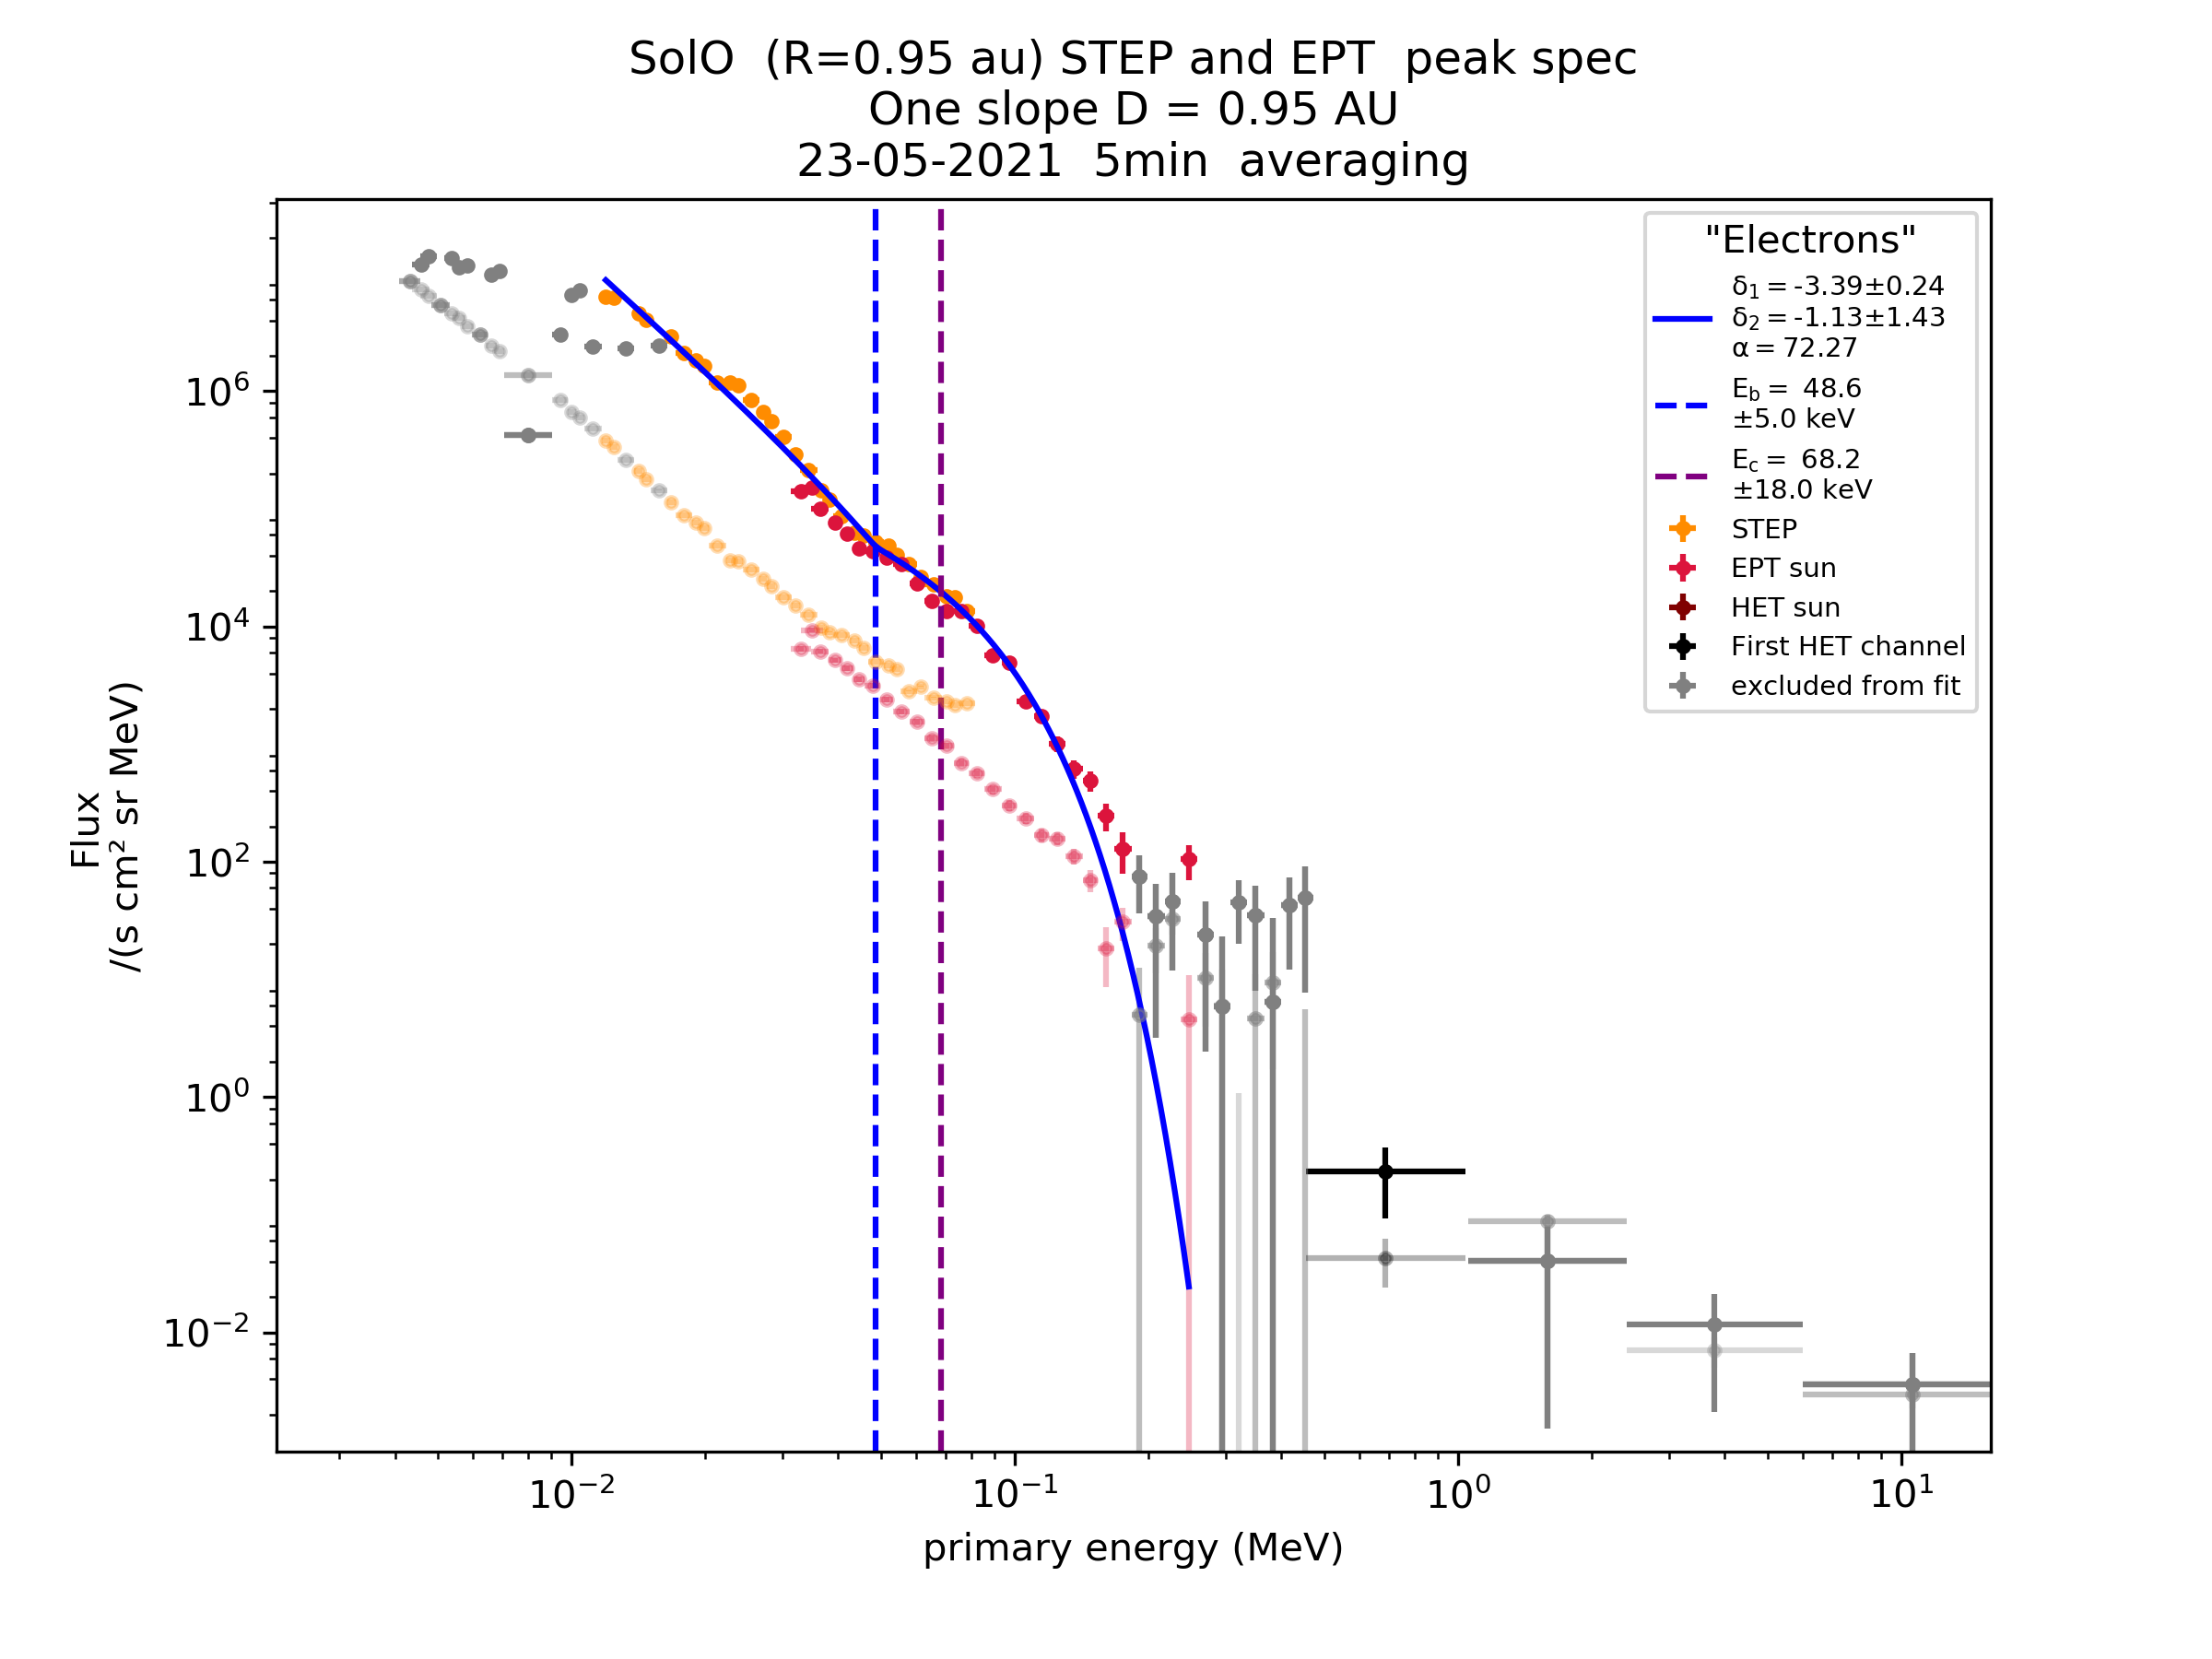 SolO  (R=0.95 au) STEP and EPT  peak spec
One slope D = 0.95 AU
23-05-2021  5min  averaging
"Electrons"
δ₁ = -3.39±0.24
δ₂ = -1.13±1.43
α = 72.27
E_b = 48.6
±5.0 keV
E_c = 68.2
±18.0 keV
STEP
EPT sun
HET sun
First HET channel
excluded from fit
Flux
/(s cm² sr MeV)
10⁶
10⁴
10²
10⁰
10⁻²
10⁻²
10⁻¹
10⁰
10¹
primary energy (MeV)